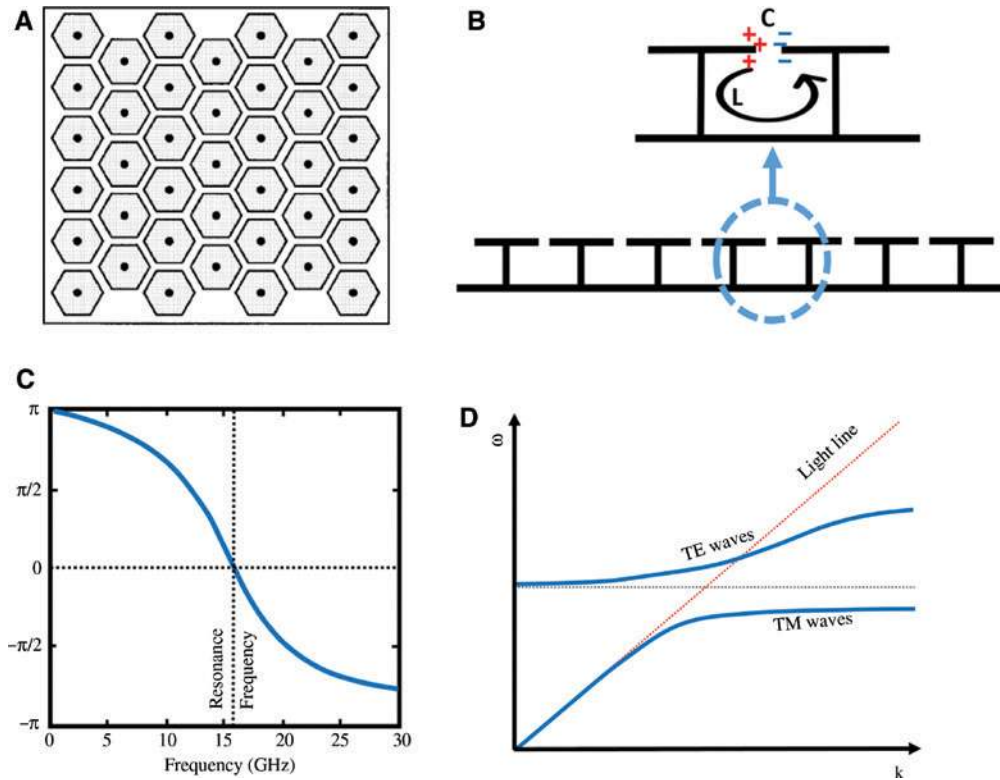 A
B
C
+ −
+ −
+ −
L
C
π
π/2
0
−π/2
−π
Resonance
Frequency
0 5 10 15 20 25 30
Frequency (GHz)
D
ω
Light line
TE waves
TM waves
k